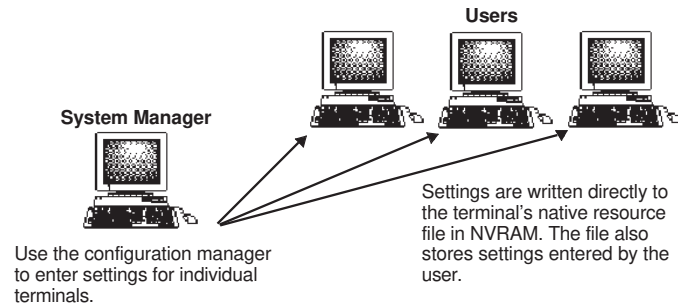 Users
System Manager
Use the configuration manager
to enter settings for individual
terminals.
Settings are written directly to
the terminal's native resource
file in NVRAM. The file also
stores settings entered by the
user.